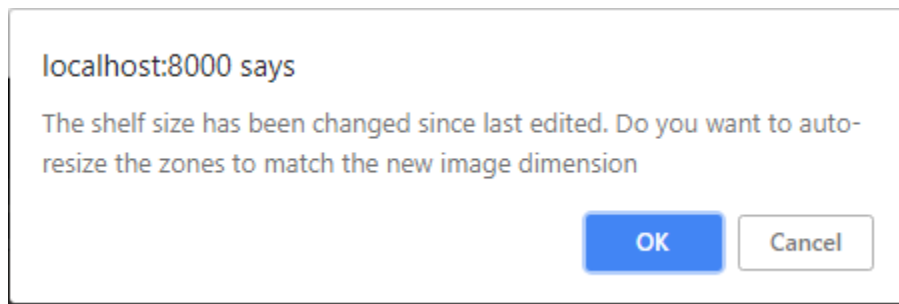 localhost:8000 says
The shelf size has been changed since last edited. Do you want to auto-
resize the zones to match the new image dimension
OK
Cancel